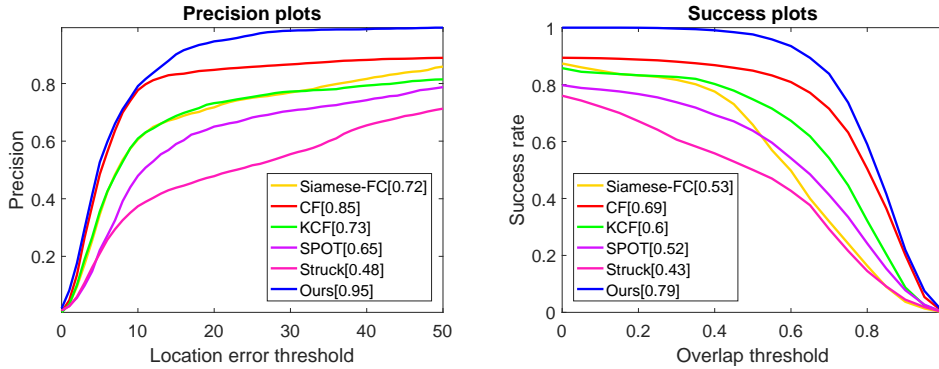 Precision plots
Precision
0.8
0.6
0.4
0.2
0 10 20 30 40 50
Location error threshold
Siamese-FC[0.72]
CF[0.85]
KCF[0.73]
SPOT[0.65]
Struck[0.48]
Ours[0.95]
Success plots
Success rate
1
0.8
0.6
0.4
0.2
0
0 0.2 0.4 0.6 0.8
Overlap threshold
Siamese-FC[0.53]
CF[0.69]
KCF[0.6]
SPOT[0.52]
Struck[0.43]
Ours[0.79]